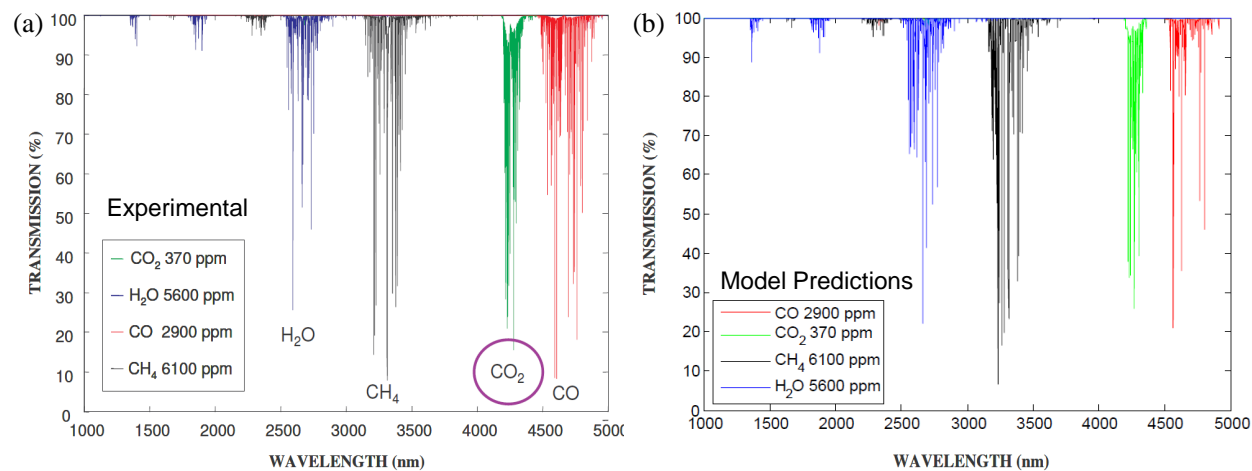 (a)
TRANSMISSION (%)
100
90
80
70
60
50
40
30
20
10
0
Experimental
CO₂ 370 ppm
H₂O 5600 ppm
CO 2900 ppm
CH₄ 6100 ppm
H₂O
CH₄
CO₂
CO
1000 1500 2000 2500 3000 3500 4000 4500 5000
WAVELENGTH (nm)
(b)
TRANSMISSION (%)
100
90
80
70
60
50
40
30
20
10
0
Model Predictions
CO 2900 ppm
CO₂ 370 ppm
CH₄ 6100 ppm
H₂O 5600 ppm
1000 1500 2000 2500 3000 3500 4000 4500 5000
WAVELENGTH (nm)